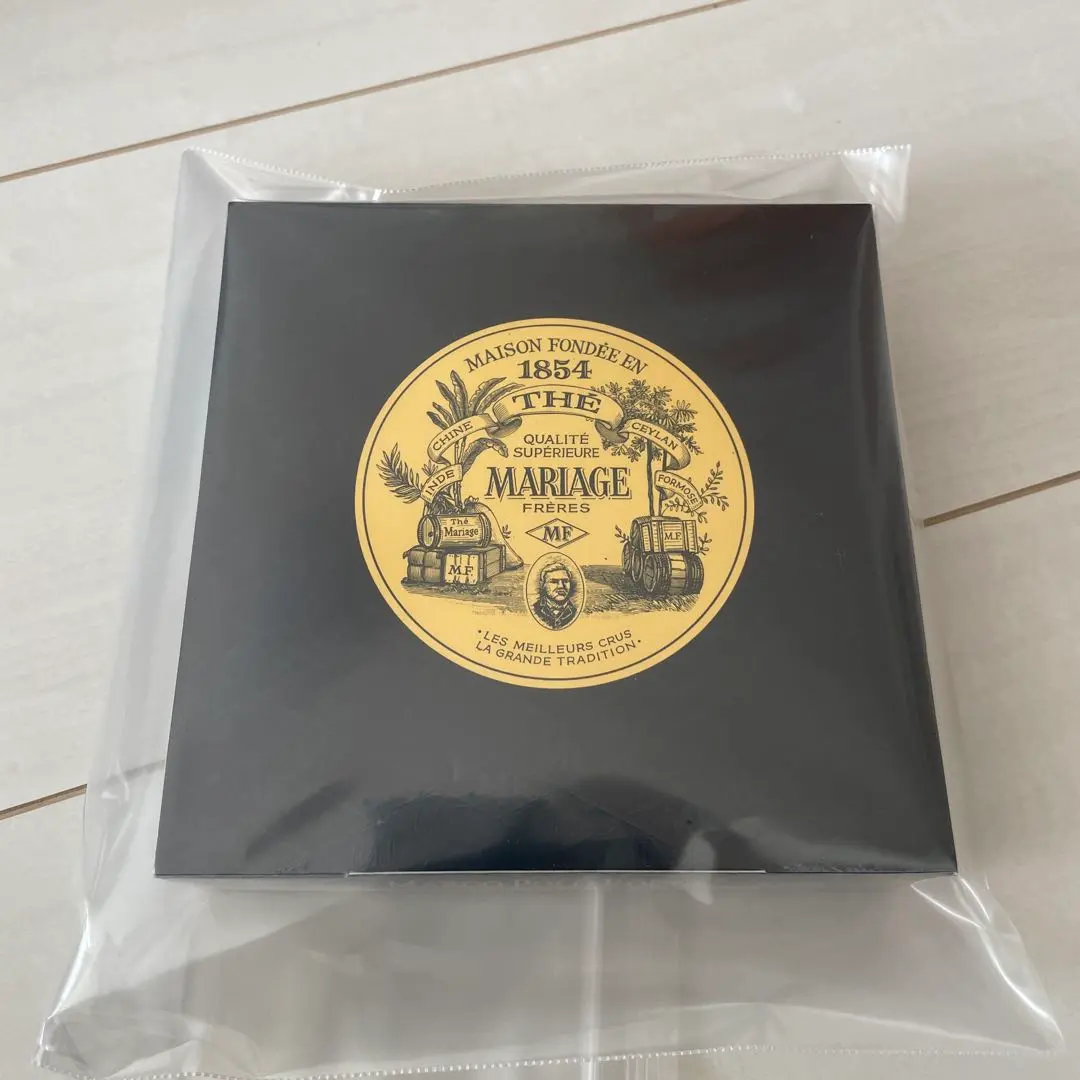 MAISON FONDÉE EN
1854
THÉ
CHINE
CEYLAN
INDE
FORMOSE
QUALITÉ
SUPÉRIEURE
MARIAGE
FRÈRES
MF
Thé
Mariage
M.F.
M.F.
•LES MEILLEURS CRUS
LA GRANDE TRADITION•